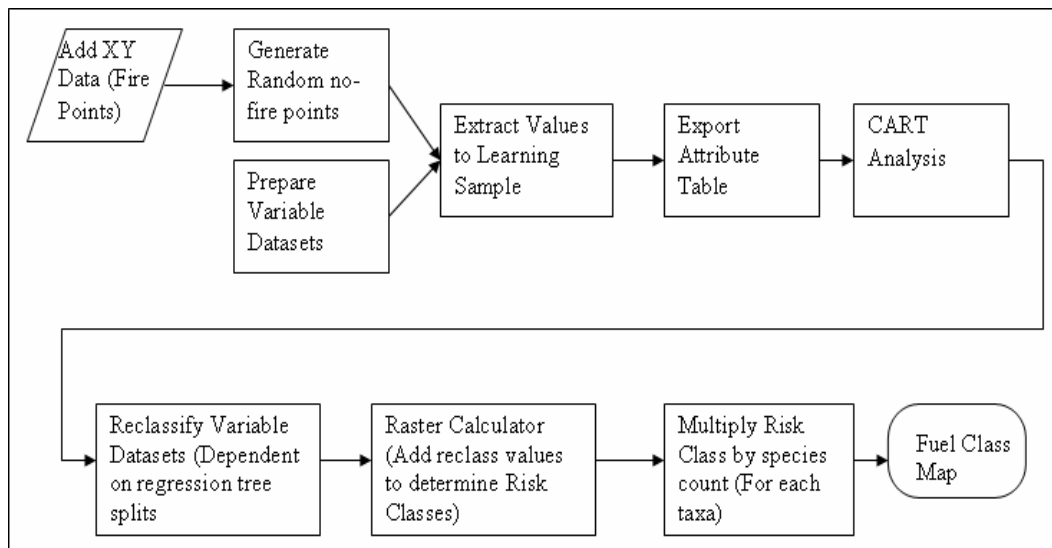 Add XY
Data (Fire
Points)
Generate
Random no-
fire points
Prepare
Variable
Datasets
Extract Values
to Learning
Sample
Export
Attribute
Table
CART
Analysis
Reclassify Variable
Datasets (Dependent
on regression tree
splits
Raster Calculator
(Add reclass values
to determine Risk
Classes)
Multiply Risk
Class by species
count (For each
taxa)
Fuel Class
Map